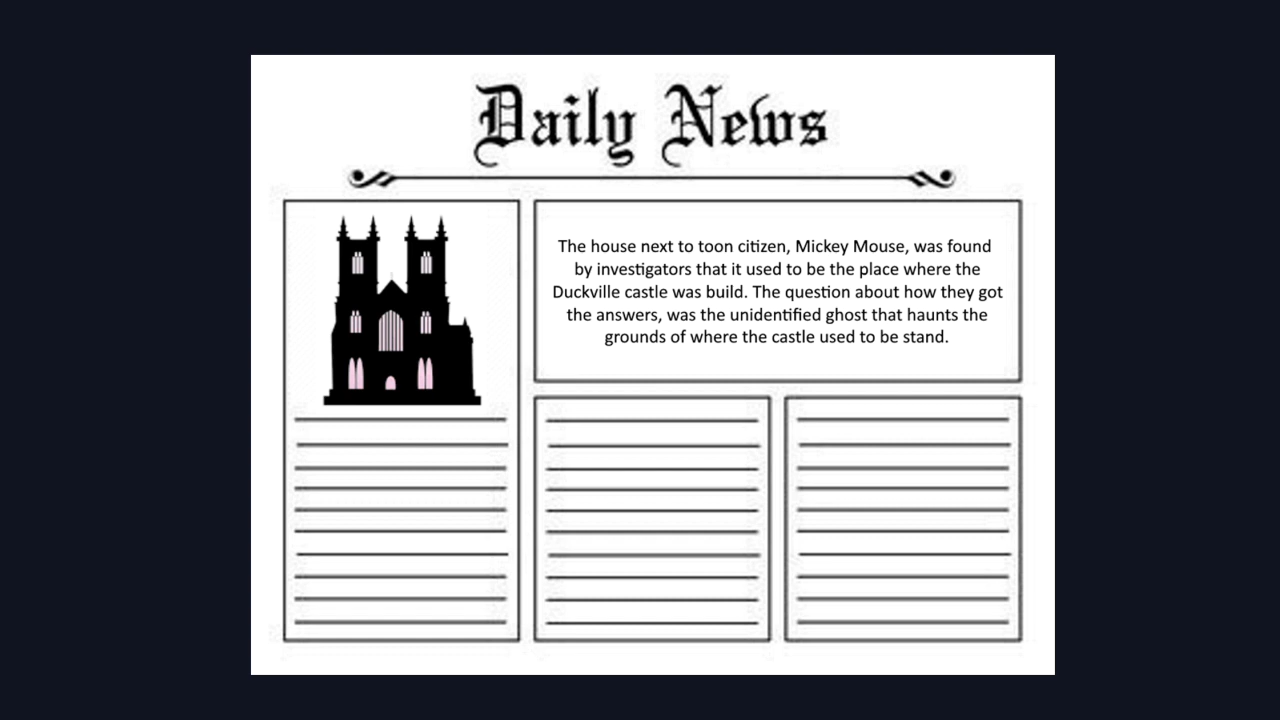 Daily News
The house next to toon citizen, Mickey Mouse, was found
by investigators that it used to be the place where the
Duckville castle was build. The question about how they got
the answers, was the unidentified ghost that haunts the
grounds of where the castle used to be stand.